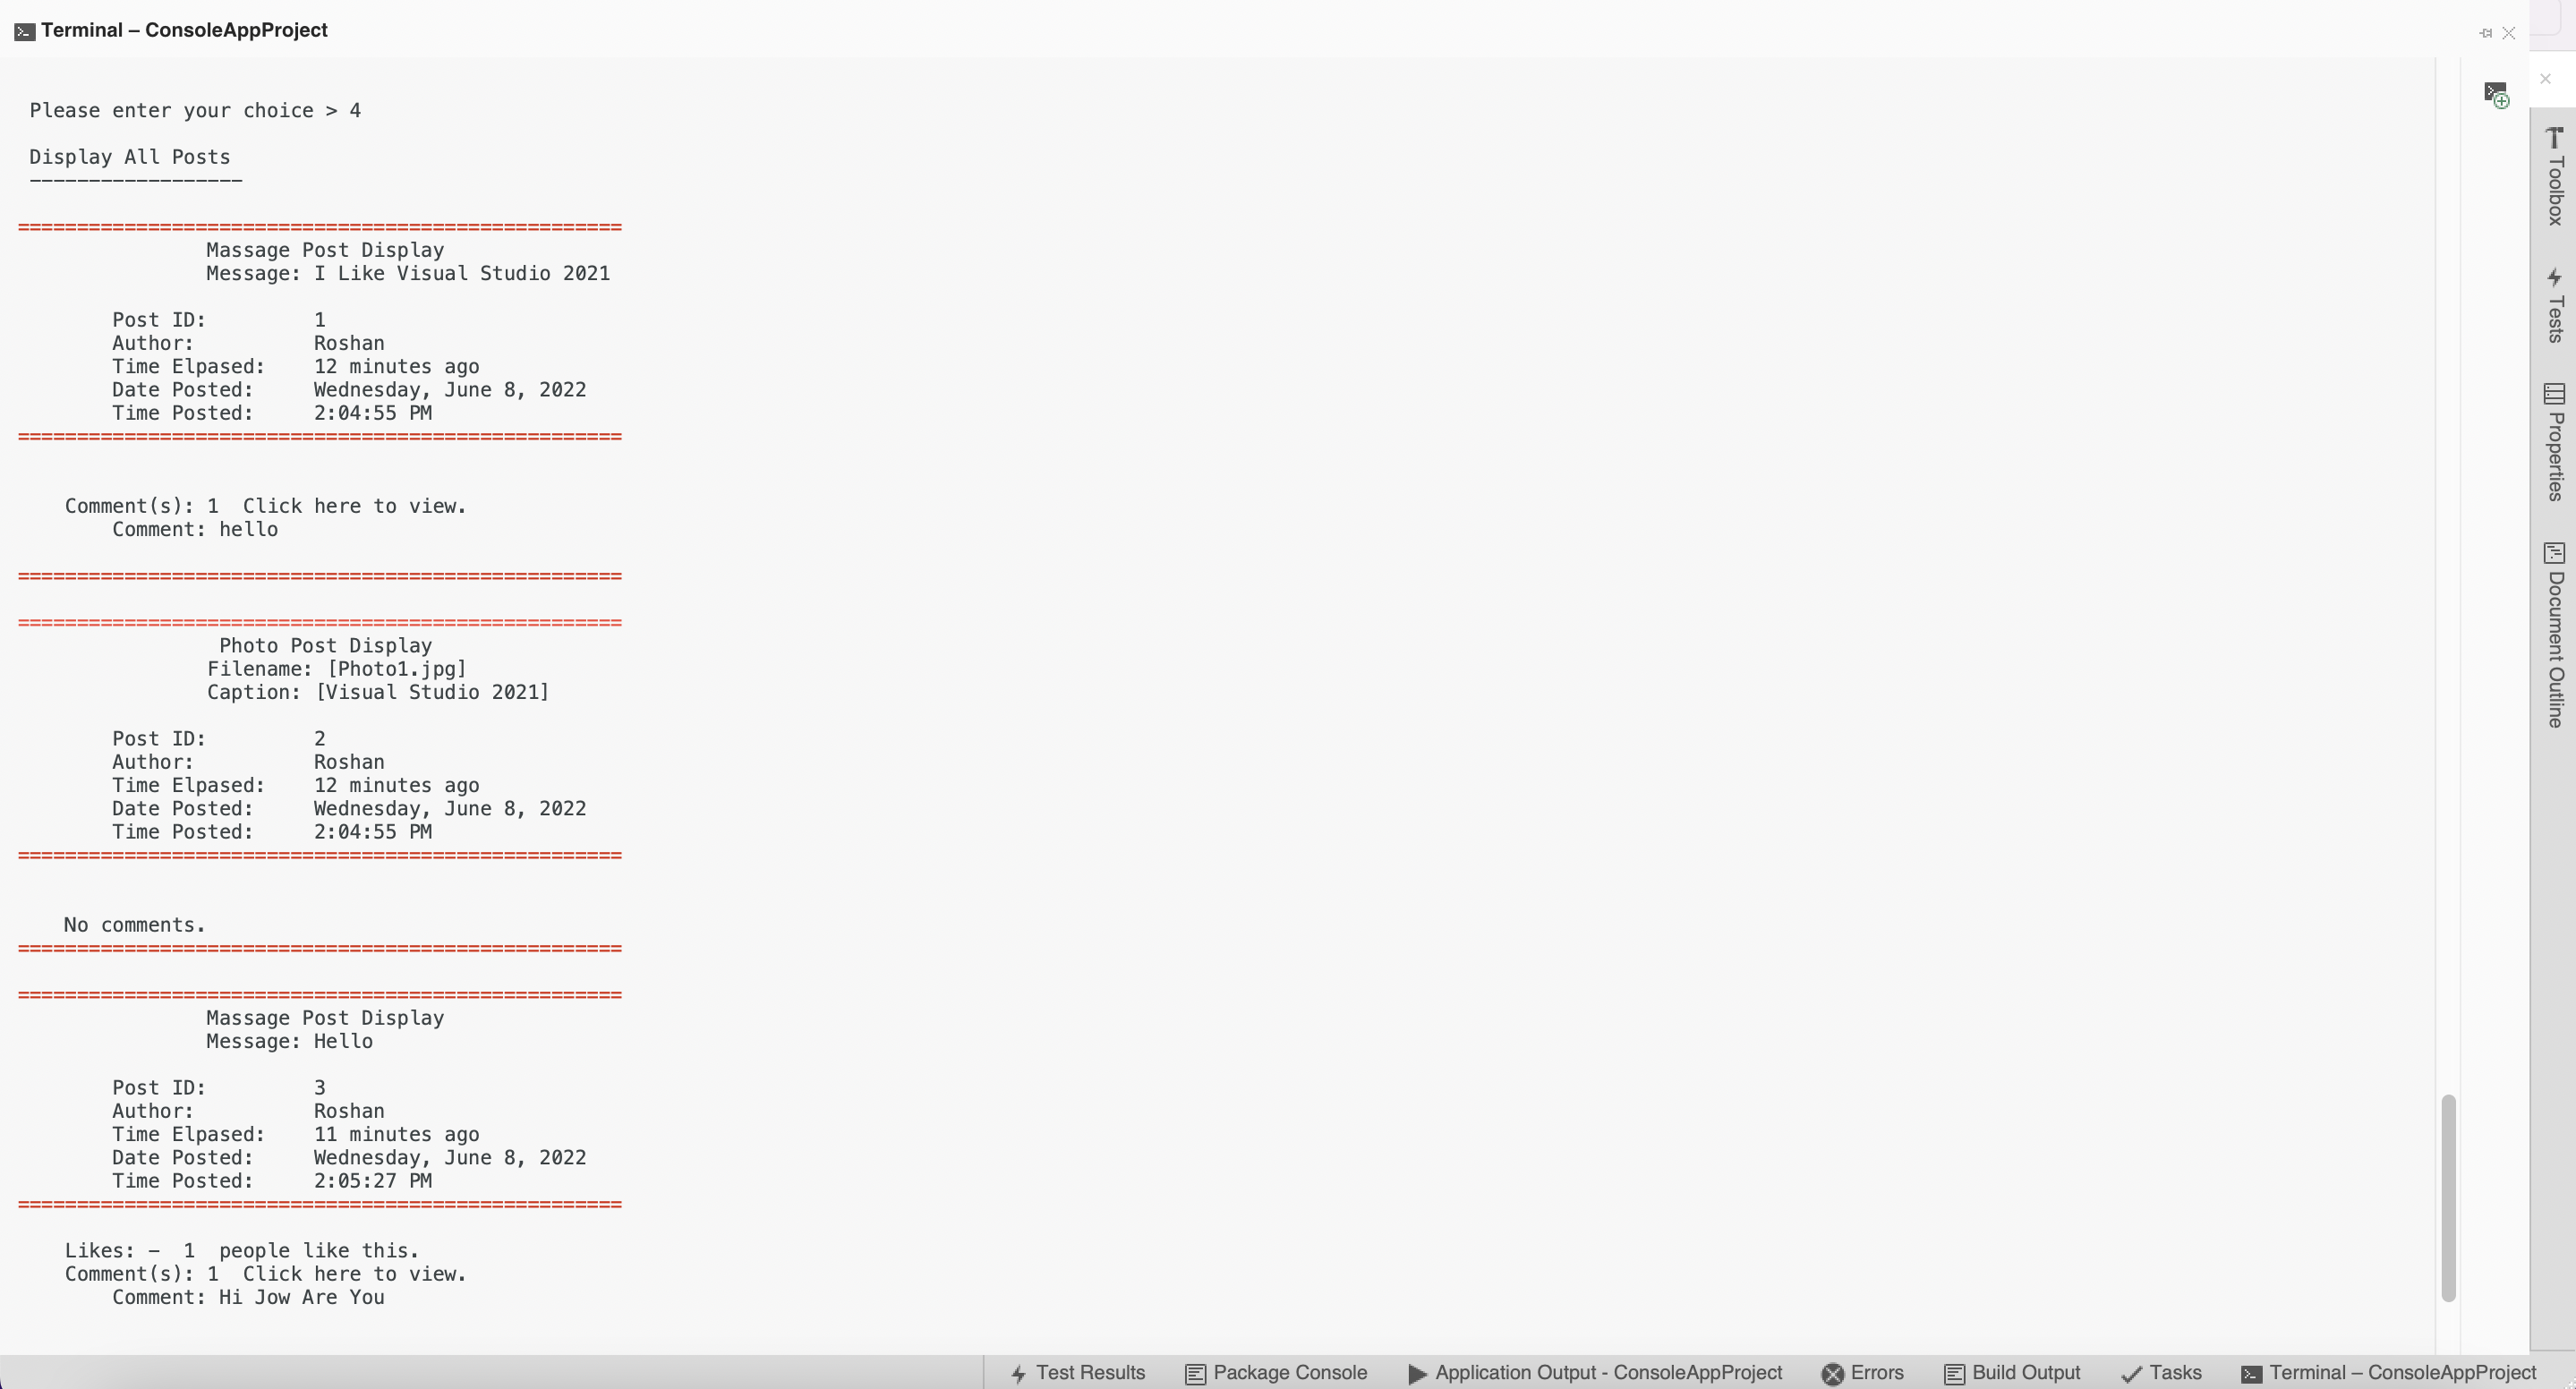 Terminal – ConsoleAppProject
Please enter your choice > 4
Display All Posts
------------------
===================================================
Massage Post Display
Message: I Like Visual Studio 2021
Post ID: 1
Author: Roshan
Time Elpased: 12 minutes ago
Date Posted: Wednesday, June 8, 2022
Time Posted: 2:04:55 PM
===================================================
Comment(s): 1  Click here to view.
Comment: hello
===================================================
===================================================
Photo Post Display
Filename: [Photo1.jpg]
Caption: [Visual Studio 2021]
Post ID: 2
Author: Roshan
Time Elpased: 12 minutes ago
Date Posted: Wednesday, June 8, 2022
Time Posted: 2:04:55 PM
===================================================
No comments.
===================================================
===================================================
Massage Post Display
Message: Hello
Post ID: 3
Author: Roshan
Time Elpased: 11 minutes ago
Date Posted: Wednesday, June 8, 2022
Time Posted: 2:05:27 PM
===================================================
Likes: -  1  people like this.
Comment(s): 1  Click here to view.
Comment: Hi Jow Are You
Toolbox
Tests
Properties
Document Outline
Test Results
Package Console
Application Output - ConsoleAppProject
Errors
Build Output
Tasks
Terminal – ConsoleAppProject